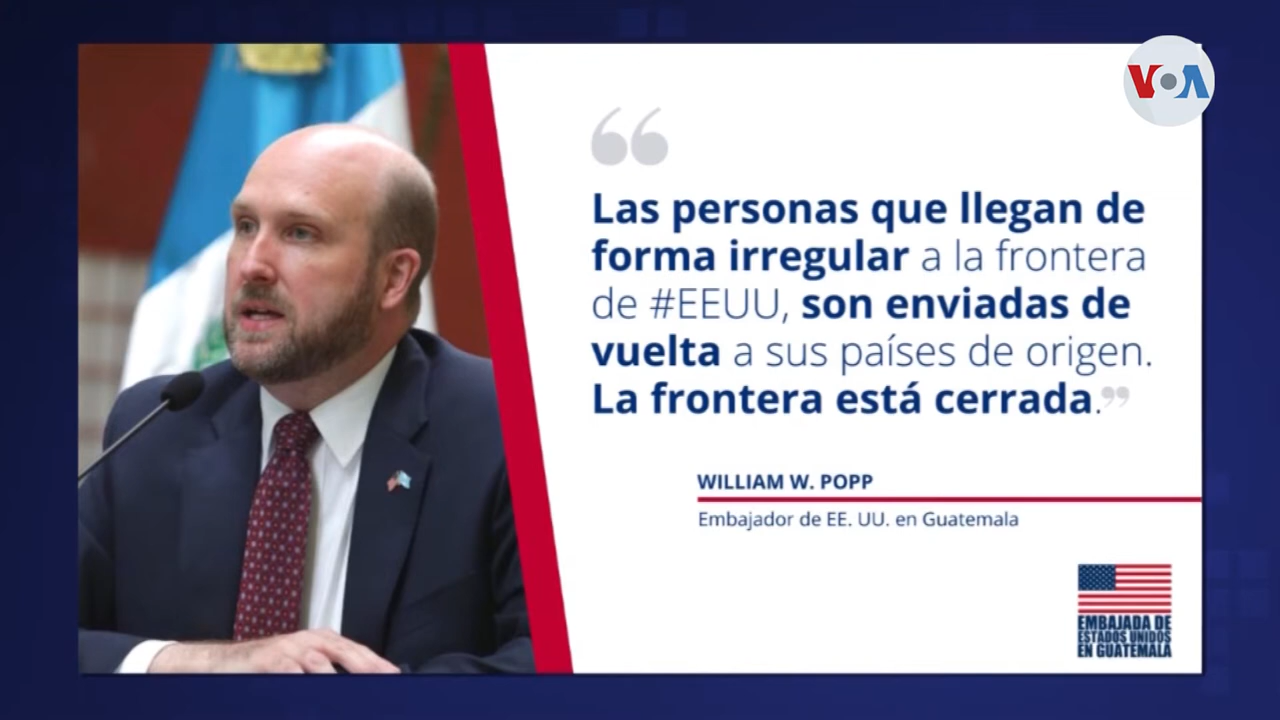 VOA
“
Las personas que llegan de
forma irregular a la frontera
de #EEUU, son enviadas de
vuelta a sus países de origen.
La frontera está cerrada.”
WILLIAM W. POPP
Embajador de EE. UU. en Guatemala
EMBAJADA DE
ESTADOS UNIDOS
EN GUATEMALA